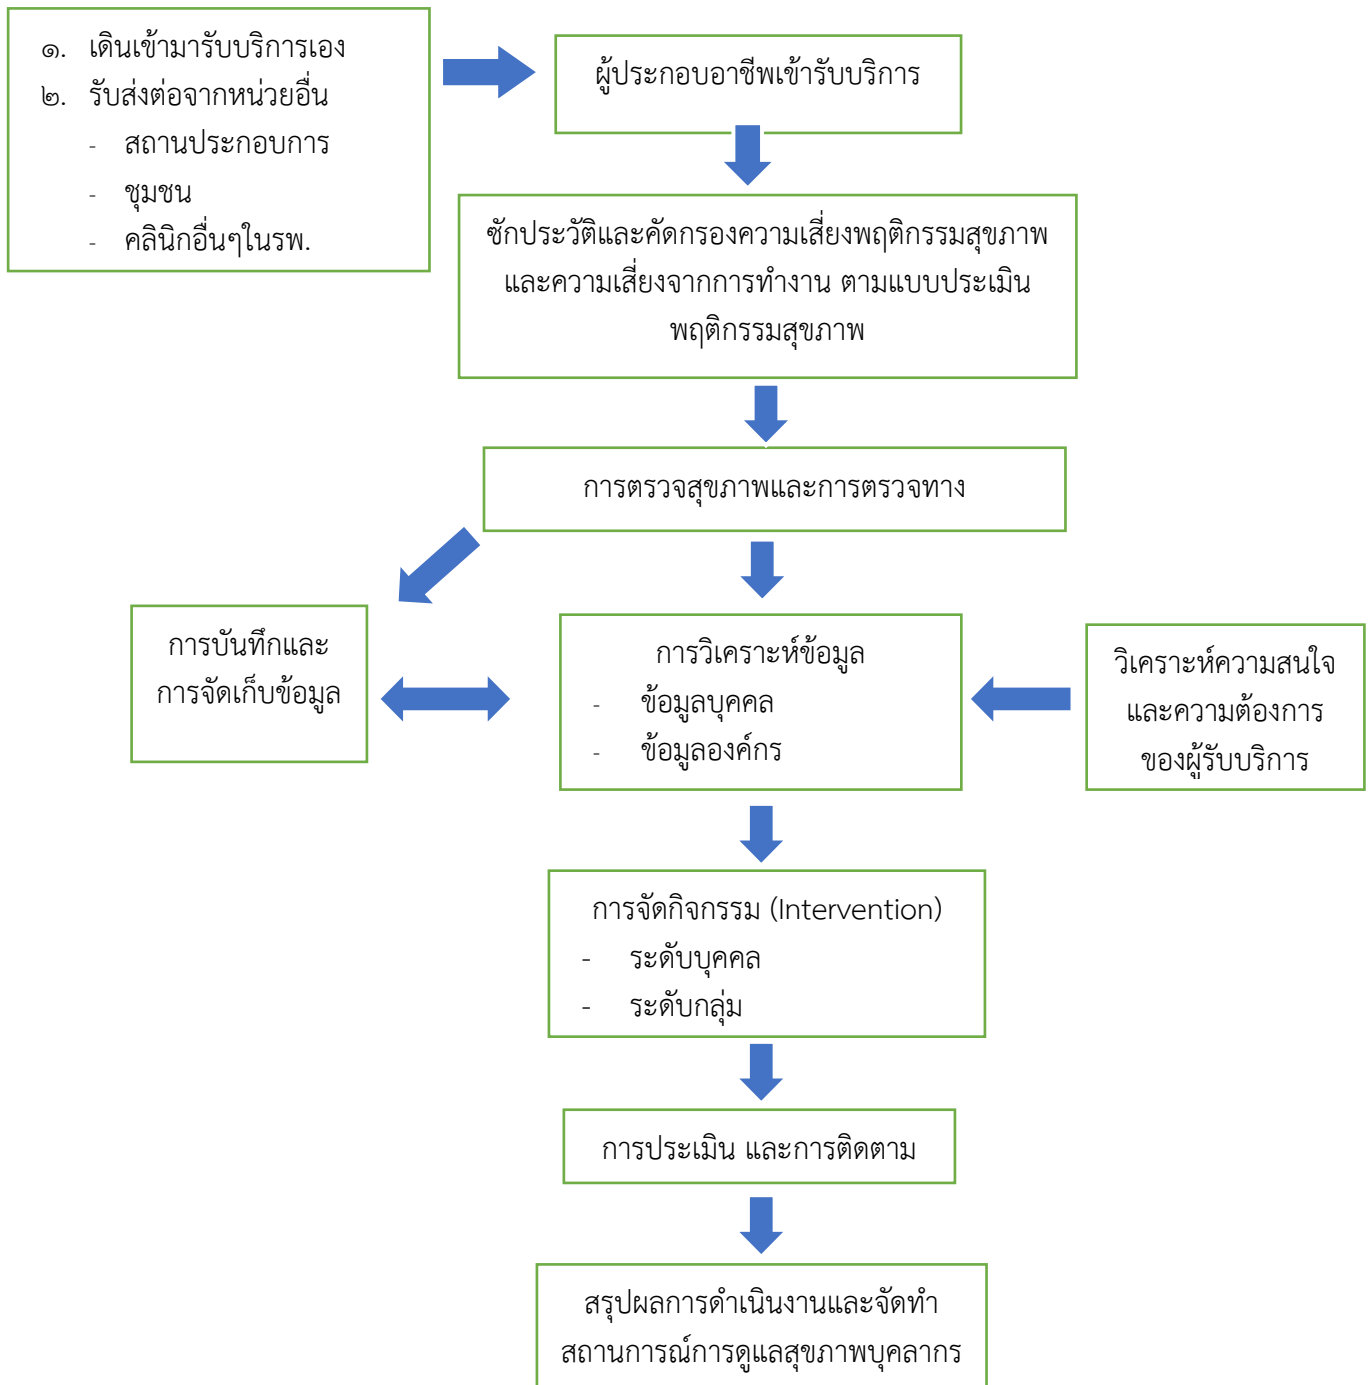 ๑. เดินเข้ามารับบริการเอง
๒. รับส่งต่อจากหน่วยอื่น
- สถานประกอบการ
- ชุมชน
- คลินิกอื่นๆในรพ.
ผู้ประกอบอาชีพเข้ารับบริการ
ซักประวัติและคัดกรองความเสี่ยงพฤติกรรมสุขภาพ
และความเสี่ยงจากการทำงาน ตามแบบประเมิน
พฤติกรรมสุขภาพ
การตรวจสุขภาพและการตรวจทาง
การบันทึกและ
การจัดเก็บข้อมูล
การวิเคราะห์ข้อมูล
- ข้อมูลบุคคล
- ข้อมูลองค์กร
วิเคราะห์ความสนใจ
และความต้องการ
ของผู้รับบริการ
การจัดกิจกรรม (Intervention)
- ระดับบุคคล
- ระดับกลุ่ม
การประเมิน และการติดตาม
สรุปผลการดำเนินงานและจัดทำ
สถานการณ์การดูแลสุขภาพบุคลากร